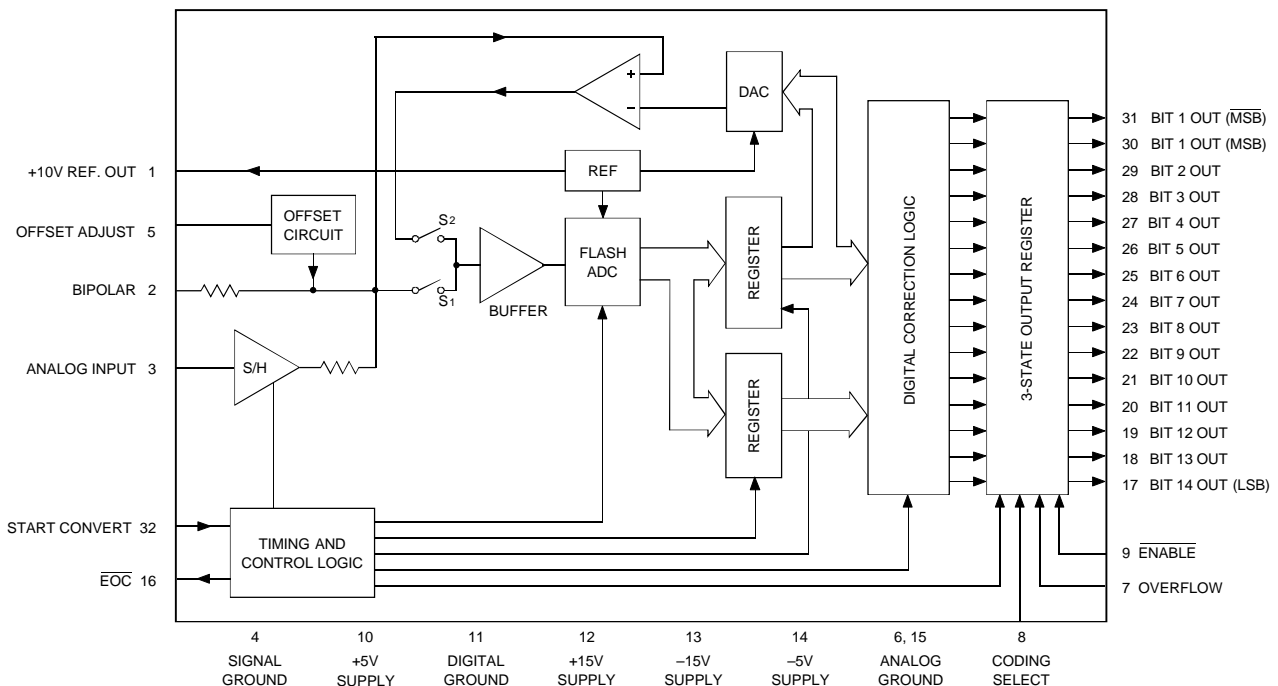 +
–
DAC
+10V REF. OUT 1
REF
OFFSET ADJUST 5
OFFSET
CIRCUIT
BIPOLAR 2
S2
S1
BUFFER
FLASH
ADC
REGISTER
REGISTER
ANALOG INPUT 3
S/H
DIGITAL CORRECTION LOGIC
3-STATE OUTPUT REGISTER
31 BIT 1 OUT (M̅S̅B̅)
30 BIT 1 OUT (MSB)
29 BIT 2 OUT
28 BIT 3 OUT
27 BIT 4 OUT
26 BIT 5 OUT
25 BIT 6 OUT
24 BIT 7 OUT
23 BIT 8 OUT
22 BIT 9 OUT
21 BIT 10 OUT
20 BIT 11 OUT
19 BIT 12 OUT
18 BIT 13 OUT
17 BIT 14 OUT (LSB)
START CONVERT 32
E̅O̅C̅ 16
TIMING AND
CONTROL LOGIC
9 E̅N̅A̅B̅L̅E̅
7 OVERFLOW
4
SIGNAL
GROUND
10
+5V
SUPPLY
11
DIGITAL
GROUND
12
+15V
SUPPLY
13
–15V
SUPPLY
14
–5V
SUPPLY
6, 15
ANALOG
GROUND
8
CODING
SELECT